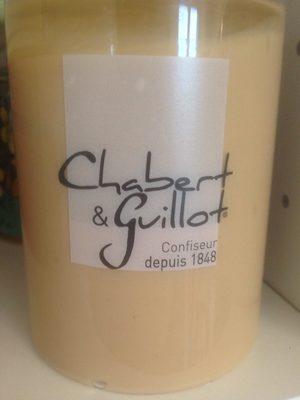 Chabert
& Guillot®
Confiseur
depuis 1848